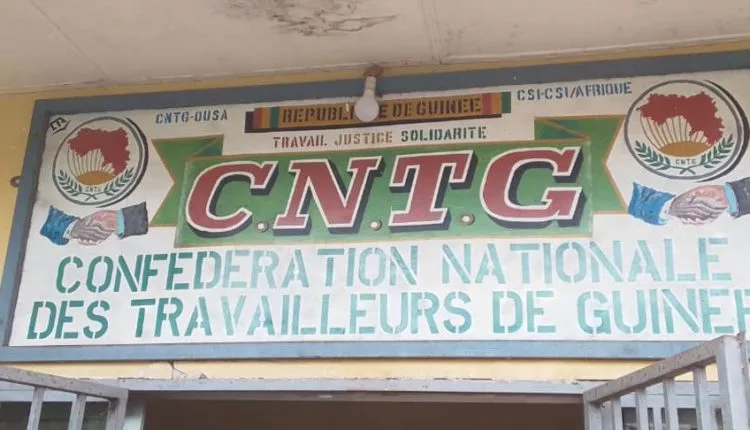 CNTG-OUSA
REPUBLIQUE DE GUINEE
CSI-CSI/AFRIQUE
TRAVAIL JUSTICE SOLIDARITE
C.N.T.G
CNTG
CNTG
CONFEDERATION NATIONALE
DES TRAVAILLEURS DE GUINEE